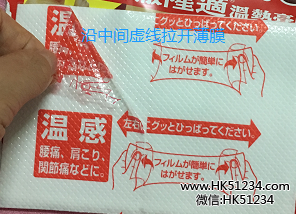 適溫熱
沿中间虚线拉开薄膜
温感
グッとひっぱってください
フィルムが簡単に
はがせます。
温感
腰痛、肩こり、
関節痛などに。
左右にグッとひっぱってください
フィルムが簡単に
はがせます。
www.HK51234.com
微信:HK51234